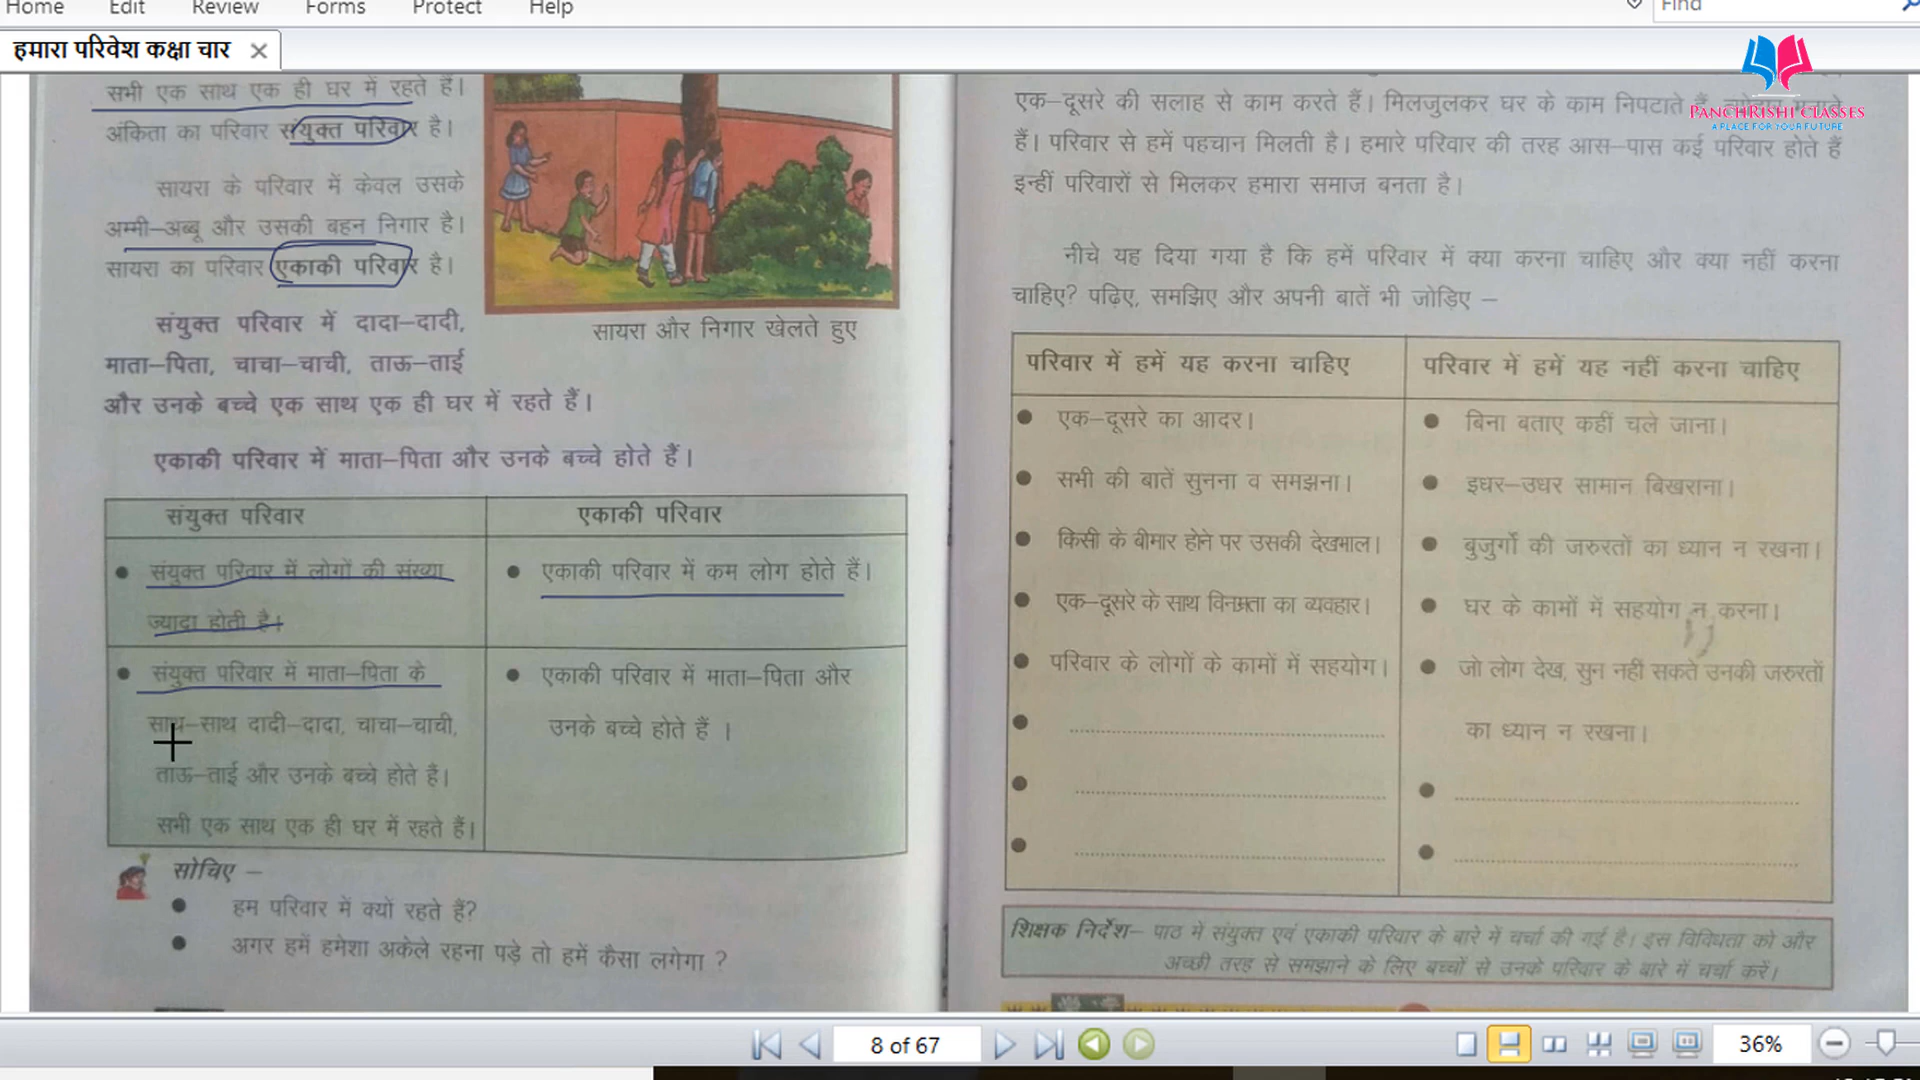 Home Edit Review Forms Protect Help
Find
हमारा परिवेश कक्षा चार
PANCHRISHI CLASSES
A PLACE FOR YOUR FUTURE
सभी एक साथ एक ही घर में रहते हैं।
अंकिता का परिवार संयुक्त परिवार है।
सायरा के परिवार में केवल उसके
अम्मी–अब्बू और उसकी बहन निगार है।
सायरा का परिवार एकाकी परिवार है।
सायरा और निगार खेलते हुए
संयुक्त परिवार में दादा–दादी,
माता–पिता, चाचा–चाची, ताऊ–ताई
और उनके बच्चे एक साथ एक ही घर में रहते हैं।
एकाकी परिवार में माता–पिता और उनके बच्चे होते हैं।
संयुक्त परिवार
एकाकी परिवार
संयुक्त परिवार में लोगों की संख्या
ज्यादा होती है।
एकाकी परिवार में कम लोग होते हैं।
संयुक्त परिवार में माता–पिता के
साथ–साथ दादी–दादा, चाचा–चाची,
ताऊ–ताई और उनके बच्चे होते हैं।
सभी एक साथ एक ही घर में रहते हैं।
एकाकी परिवार में माता–पिता और
उनके बच्चे होते हैं ।
सोचिए –
हम परिवार में क्यों रहते हैं?
अगर हमें हमेशा अकेले रहना पड़े तो हमें कैसा लगेगा ?
एक–दूसरे की सलाह से काम करते हैं। मिलजुलकर घर के काम निपटाते
हैं। परिवार से हमें पहचान मिलती है। हमारे परिवार की तरह आस–पास कई परिवार होते हैं
इन्हीं परिवारों से मिलकर हमारा समाज बनता है।
नीचे यह दिया गया है कि हमें परिवार में क्या करना चाहिए और क्या नहीं करना
चाहिए? पढ़िए, समझिए और अपनी बातें भी जोड़िए –
परिवार में हमें यह करना चाहिए
परिवार में हमें यह नहीं करना चाहिए
एक–दूसरे का आदर।
बिना बताए कहीं चले जाना।
सभी की बातें सुनना व समझना।
इधर–उधर सामान बिखराना।
किसी के बीमार होने पर उसकी देखभाल।
बुजुर्गों की जरुरतों का ध्यान न रखना।
एक–दूसरे के साथ विनम्रता का व्यवहार।
घर के कामों में सहयोग न करना।
परिवार के लोगों के कामों में सहयोग।
जो लोग देख, सुन नहीं सकते उनकी जरुरतों
का ध्यान न रखना।
शिक्षक निर्देश– पाठ में संयुक्त एवं एकाकी परिवार के बारे में चर्चा की गई है। इस विविधता को और
अच्छी तरह से समझाने के लिए बच्चों से उनके परिवार के बारे में चर्चा करें।
8 of 67
36%